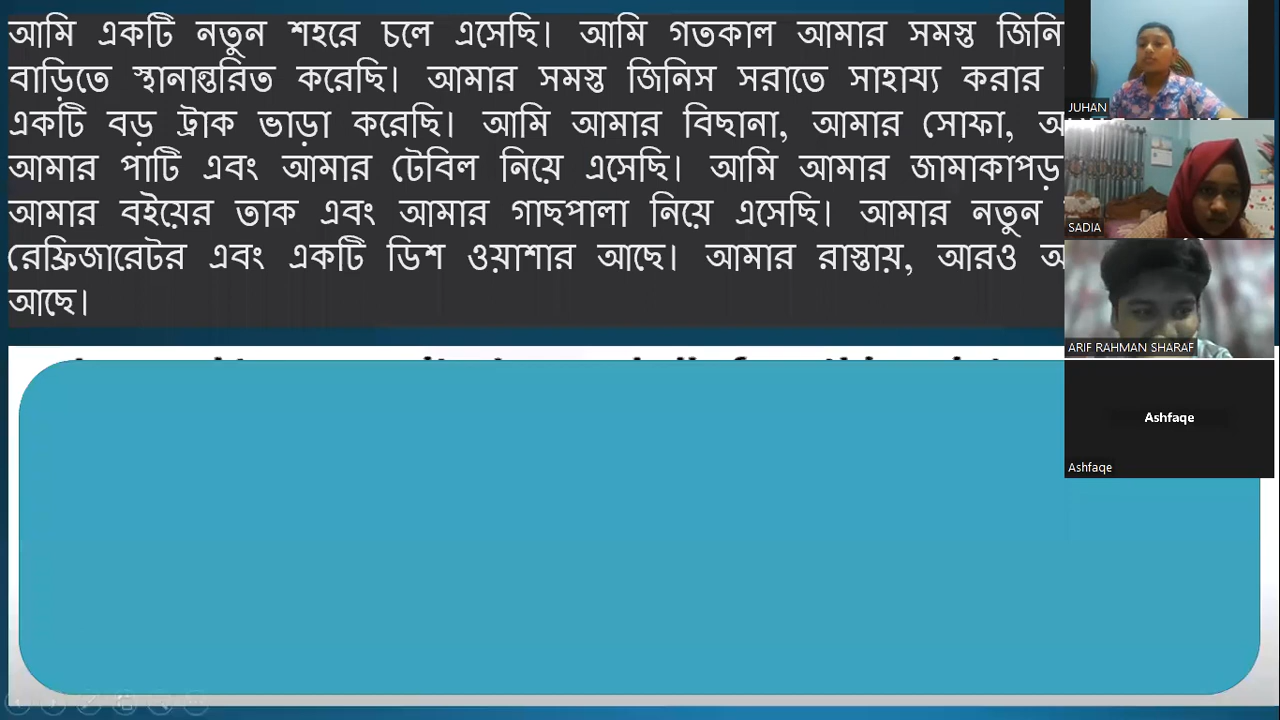 আমি একটি নতুন শহরে চলে এসেছি। আমি গতকাল আমার সমস্ত
বাড়িতে স্থানান্তরিত করেছি। আমার সমস্ত জিনিস সরাতে সাহায্য করার
একটি বড় ট্রাক ভাড়া করেছি। আমি আমার বিছানা, আমার সোফা,
আমার পাটি এবং আমার টেবিল নিয়ে এসেছি। আমি আমার জামাকাপড়
আমার বইয়ের তাক এবং আমার গাছপালা নিয়ে এসেছি। আমার নতুন
রেফ্রিজারেটর এবং একটি ডিশ ওয়াশার আছে। আমার রাস্তায়, আরও
আছে।
JUHAN
SADIA
ARIF RAHMAN SHARAF
Ashfaqe
Ashfaqe